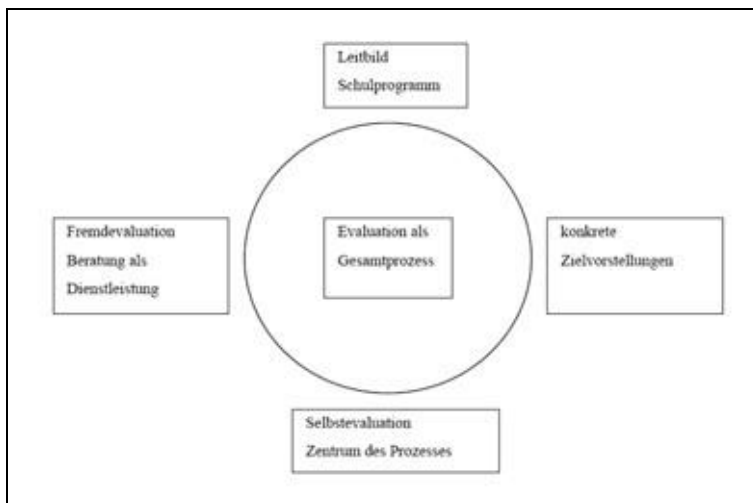 Leitbild
Schulprogramm
Fremdevaluation
Beratung als
Dienstleistung
Evaluation als
Gesamtprozess
konkrete
Zielvorstellungen
Selbstevaluation
Zentrum des Prozesses